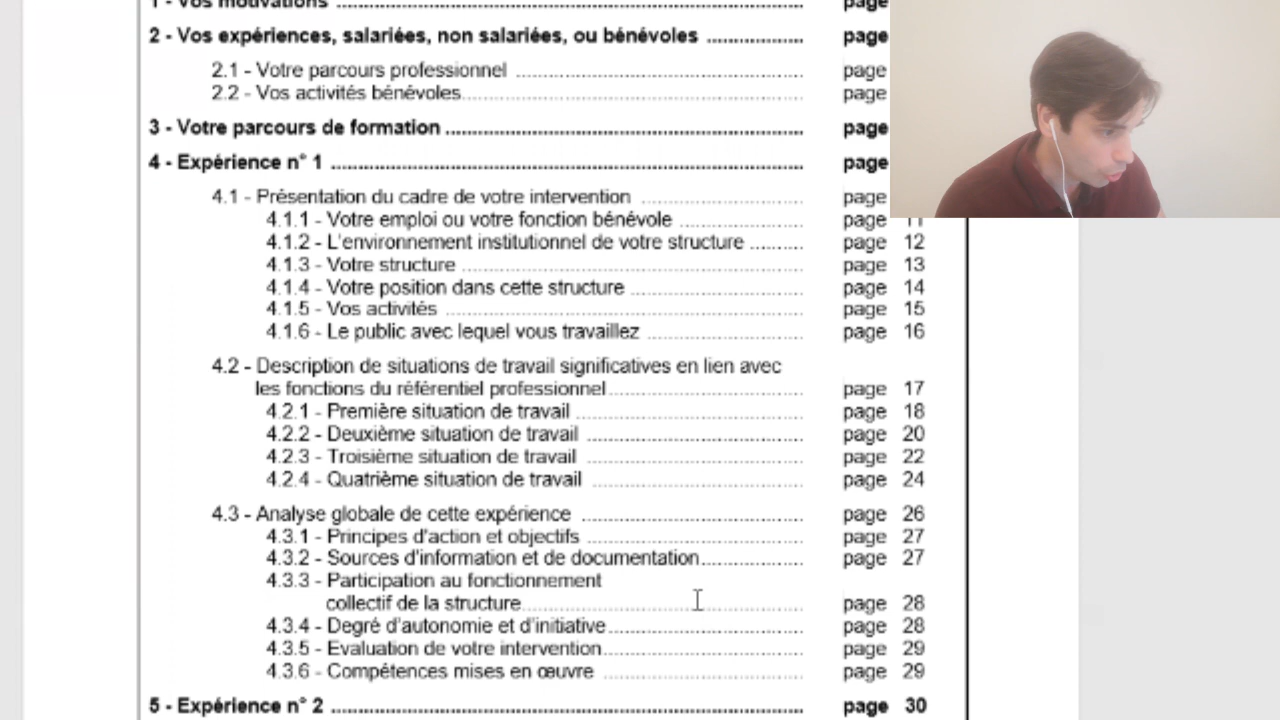 1 - Vos motivations ........ page
2 - Vos expériences, salariées, non salariées, ou bénévoles ........ page
2.1 - Votre parcours professionnel ........ page
2.2 - Vos activités bénévoles ........ page
3 - Votre parcours de formation ........ page
4 - Expérience n° 1 ........ page
4.1 - Présentation du cadre de votre intervention ........ page
4.1.1 - Votre emploi ou votre fonction bénévole ........ page 11
4.1.2 - L'environnement institutionnel de votre structure ........ page 12
4.1.3 - Votre structure ........ page 13
4.1.4 - Votre position dans cette structure ........ page 14
4.1.5 - Vos activités ........ page 15
4.1.6 - Le public avec lequel vous travaillez ........ page 16
4.2 - Description de situations de travail significatives en lien avec
les fonctions du référentiel professionnel ........ page 17
4.2.1 - Première situation de travail ........ page 18
4.2.2 - Deuxième situation de travail ........ page 20
4.2.3 - Troisième situation de travail ........ page 22
4.2.4 - Quatrième situation de travail ........ page 24
4.3 - Analyse globale de cette expérience ........ page 26
4.3.1 - Principes d'action et objectifs ........ page 27
4.3.2 - Sources d'information et de documentation ........ page 27
4.3.3 - Participation au fonctionnement
collectif de la structure ........ page 28
4.3.4 - Degré d'autonomie et d'initiative ........ page 28
4.3.5 - Evaluation de votre intervention ........ page 29
4.3.6 - Compétences mises en œuvre ........ page 29
5 - Expérience n° 2 ........ page 30